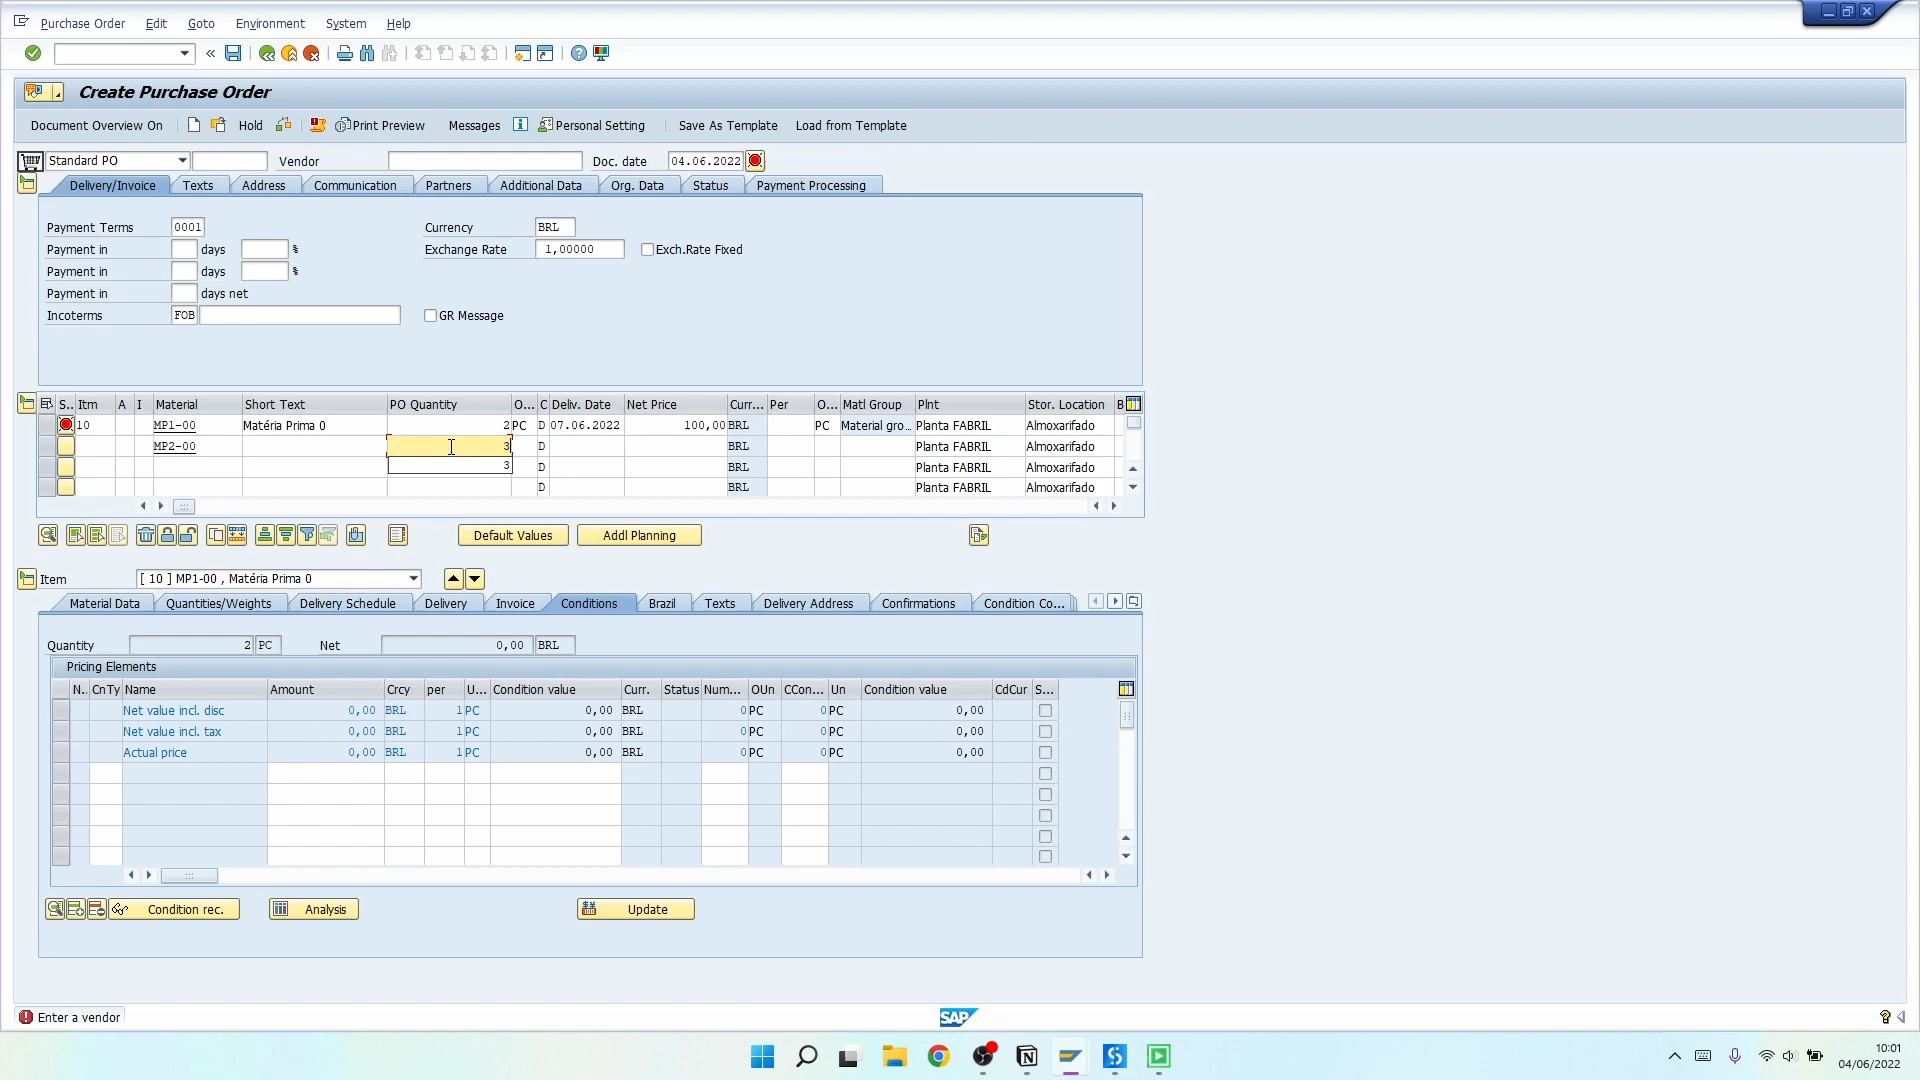 Purchase Order Edit Goto Environment System Help
Create Purchase Order
Document Overview On Hold Print Preview Messages Personal Setting Save As Template Load from Template
Standard PO Vendor Doc. date 04.06.2022
Delivery/Invoice Texts Address Communication Partners Additional Data Org. Data Status Payment Processing
Payment Terms 0001 Currency BRL
Payment in days % Exchange Rate 1,00000 Exch.Rate Fixed
Payment in days %
Payment in days net
Incoterms FOB GR Message
S.. Itm A I Material Short Text PO Quantity O... C Deliv. Date Net Price Curr... Per O... Matl Group Plnt Stor. Location B
10 MP1-00 Matéria Prima 0 2 PC D 07.06.2022 100,00 BRL PC Material gro... Planta FABRIL Almoxarifado
MP2-00 3 D BRL Planta FABRIL Almoxarifado
3 D BRL Planta FABRIL Almoxarifado
D BRL Planta FABRIL Almoxarifado
Default Values Addl Planning
Item [ 10 ] MP1-00 , Matéria Prima 0
Material Data Quantities/Weights Delivery Schedule Delivery Invoice Conditions Brazil Texts Delivery Address Confirmations Condition Co...
Quantity 2 PC Net 0,00 BRL
Pricing Elements
N.. CnTy Name Amount Crcy per U... Condition value Curr. Status Num... OUn CCon... Un Condition value CdCur S...
Net value incl. disc 0,00 BRL 1 PC 0,00 BRL 0 PC 0 PC 0,00
Net value incl. tax 0,00 BRL 1 PC 0,00 BRL 0 PC 0 PC 0,00
Actual price 0,00 BRL 1 PC 0,00 BRL 0 PC 0 PC 0,00
Condition rec. Analysis Update
Enter a vendor SAP
10:01
04/06/2022